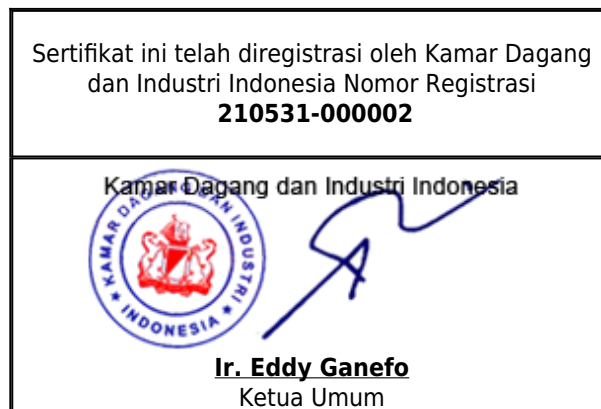 Sertifikat ini telah diregistrasi oleh Kamar Dagang
dan Industri Indonesia Nomor Registrasi
210531-000002
Kamar Dagang dan Industri Indonesia
KAMAR DAGANG DAN INDUSTRI
★ INDONESIA ★
Ir. Eddy Ganefo
Ketua Umum